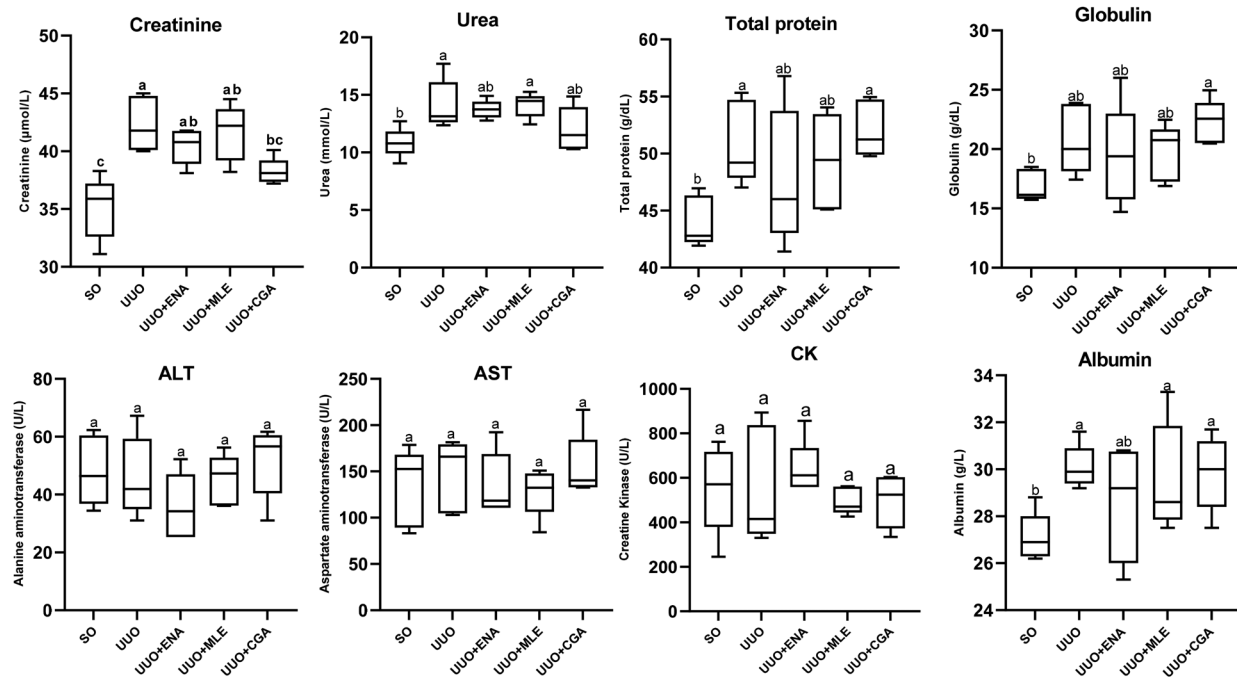 Creatinine
Creatinine (µmol/L)
50
45
40
35
30
c
a
ab
ab
bc
SO
UUO
UUO+ENA
UUO+MLE
UUO+CGA
Urea
Urea (mmol/L)
20
15
10
5
0
b
a
ab
a
ab
SO
UUO
UUO+ENA
UUO+MLE
UUO+CGA
Total protein
Total protein (g/dL)
60
55
50
45
40
b
a
ab
ab
a
SO
UUO
UUO+ENA
UUO+MLE
UUO+CGA
Globulin
Globulin (g/dL)
30
25
20
15
10
b
ab
ab
ab
a
SO
UUO
UUO+ENA
UUO+MLE
UUO+CGA
ALT
Alanine aminotransferase (U/L)
80
60
40
20
0
a
a
a
a
a
SO
UUO
UUO+ENA
UUO+MLE
UUO+CGA
AST
Aspartate aminotransferase (U/L)
250
200
150
100
50
0
a
a
a
a
a
SO
UUO
UUO+ENA
UUO+MLE
UUO+CGA
CK
Creatine Kinase (U/L)
1000
800
600
400
200
0
a
a
a
a
a
SO
UUO
UUO+ENA
UUO+MLE
UUO+CGA
Albumin
Albumin (g/L)
34
32
30
28
26
24
b
a
ab
a
a
SO
UUO
UUO+ENA
UUO+MLE
UUO+CGA